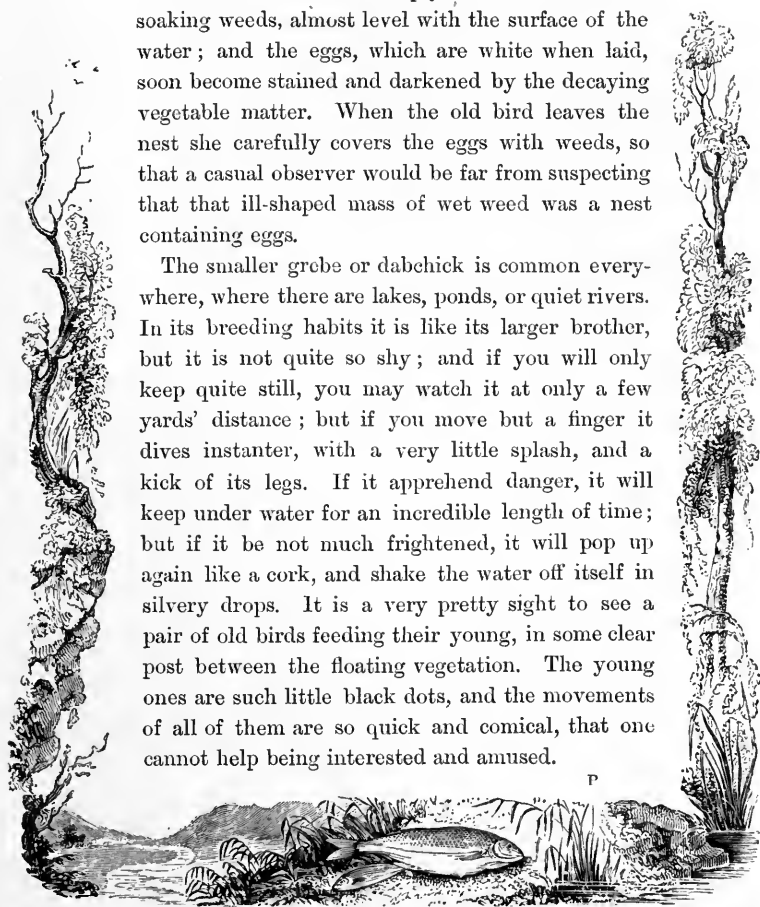 soaking weeds, almost level with the surface of the
water; and the eggs, which are white when laid,
soon become stained and darkened by the decaying
vegetable matter. When the old bird leaves the
nest she carefully covers the eggs with weeds, so
that a casual observer would be far from suspecting
that that ill-shaped mass of wet weed was a nest
containing eggs.
The smaller grebe or dabchick is common every-
where, where there are lakes, ponds, or quiet rivers.
In its breeding habits it is like its larger brother,
but it is not quite so shy; and if you will only
keep quite still, you may watch it at only a few
yards' distance; but if you move but a finger it
dives instanter, with a very little splash, and a
kick of its legs. If it apprehend danger, it will
keep under water for an incredible length of time;
but if it be not much frightened, it will pop up
again like a cork, and shake the water off itself in
silvery drops. It is a very pretty sight to see a
pair of old birds feeding their young, in some clear
post between the floating vegetation. The young
ones are such little black dots, and the movements
of all of them are so quick and comical, that one
cannot help being interested and amused.
P